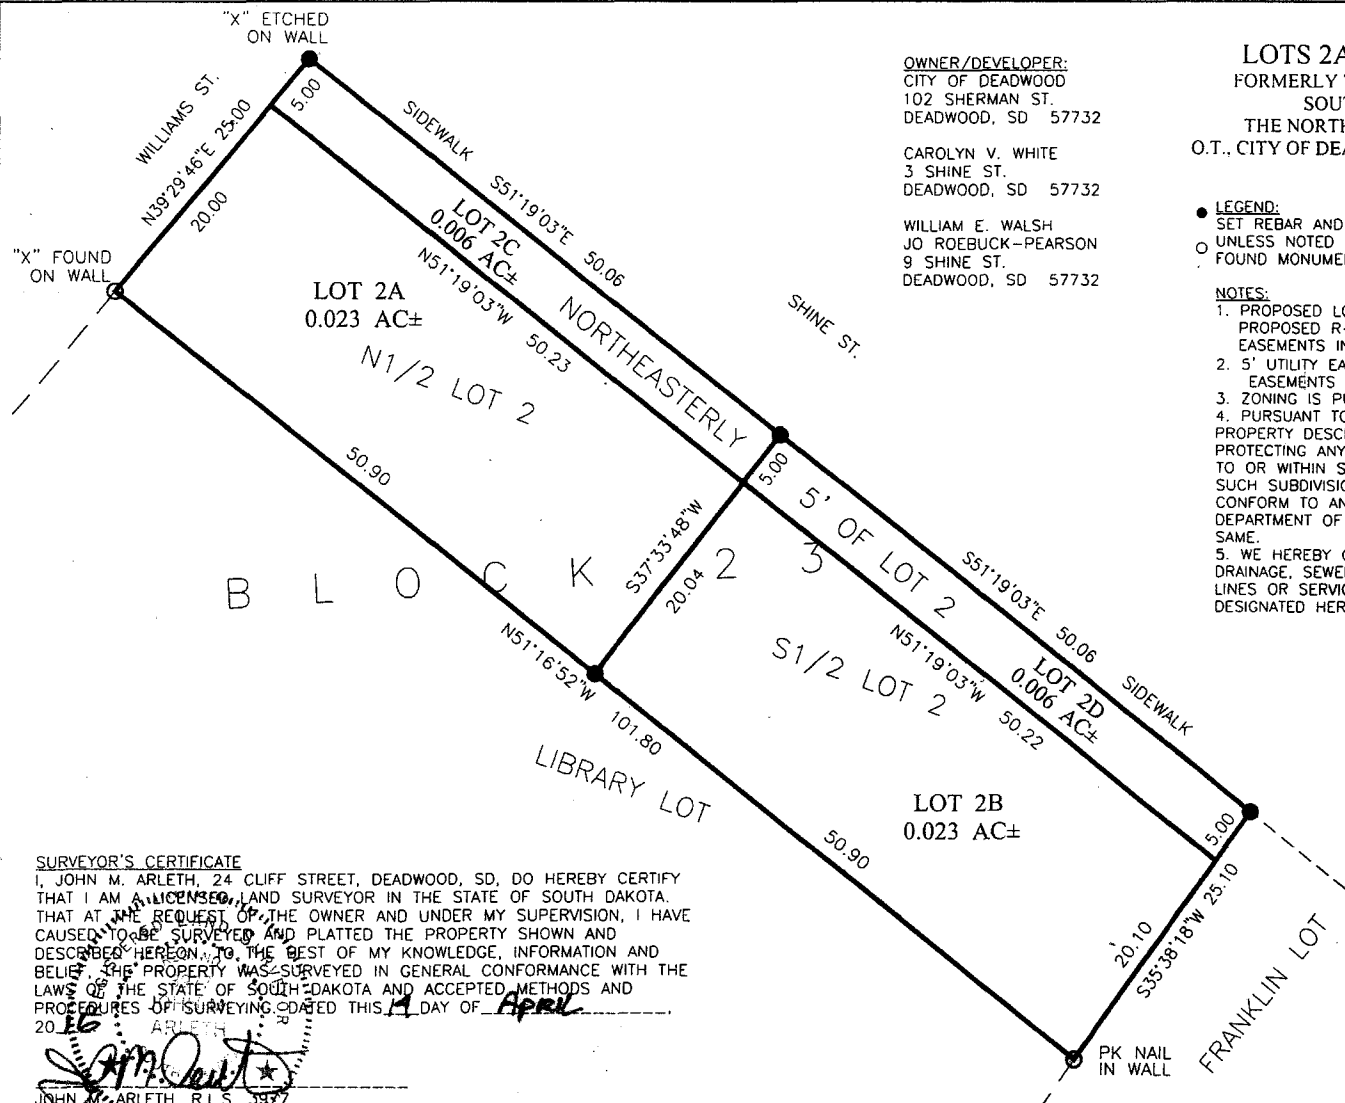 "X" ETCHED
ON WALL
WILLIAMS ST.
N39°29'46"E 25.00
5.00
20.00
"X" FOUND
ON WALL
SIDEWALK
S51°19'03"E 50.06
LOT 2C
0.006 AC±
N51°19'03"W 50.23
LOT 2A
0.023 AC±
N1/2 LOT 2
NORTHEASTERLY
5' OF LOT 2
SHINE ST.
50.90
5.00
S37°33'48"W
20.04
BLOCK 23
S51°19'03"E 50.06
SIDEWALK
LOT 2D
0.006 AC±
N51°19'03"W 50.22
S1/2 LOT 2
N51°16'52"W 101.80
LIBRARY LOT
LOT 2B
0.023 AC±
50.90
5.00
20.10
S35°38'18"W 25.10
FRANKLIN LOT
PK NAIL
IN WALL
OWNER/DEVELOPER:
CITY OF DEADWOOD
102 SHERMAN ST.
DEADWOOD, SD 57732
CAROLYN V. WHITE
3 SHINE ST.
DEADWOOD, SD 57732
WILLIAM E. WALSH
JO ROEBUCK-PEARSON
9 SHINE ST.
DEADWOOD, SD 57732
LOTS 2A
FORMERLY
SOU
THE NORTH
O.T., CITY OF DEA
LEGEND:
SET REBAR AND
UNLESS NOTED
FOUND MONUME
NOTES:
1. PROPOSED LO
PROPOSED R-
EASEMENTS IN
2. 5' UTILITY EA
EASEMENTS
3. ZONING IS P
4. PURSUANT TO
PROPERTY DESC
PROTECTING ANY
TO OR WITHIN S
SUCH SUBDIVISIO
CONFORM TO AN
DEPARTMENT OF
SAME.
5. WE HEREBY
DRAINAGE, SEWE
LINES OR SERVIC
DESIGNATED HER
SURVEYOR'S CERTIFICATE
I, JOHN M. ARLETH, 24 CLIFF STREET, DEADWOOD, SD, DO HEREBY CERTIFY
THAT I AM A LICENSED LAND SURVEYOR IN THE STATE OF SOUTH DAKOTA.
THAT AT THE REQUEST OF THE OWNER AND UNDER MY SUPERVISION, I HAVE
CAUSED TO BE SURVEYED AND PLATTED THE PROPERTY SHOWN AND
DESCRIBED HEREON. TO THE BEST OF MY KNOWLEDGE, INFORMATION AND
BELIEF, THE PROPERTY WAS SURVEYED IN GENERAL CONFORMANCE WITH THE
LAWS OF THE STATE OF SOUTH DAKOTA AND ACCEPTED METHODS AND
PROCEDURES OF SURVEYING. DATED THIS 19 DAY OF APRIL,
20 16
ARLETH
JOHN M. ARLETH R.L.S. 3977